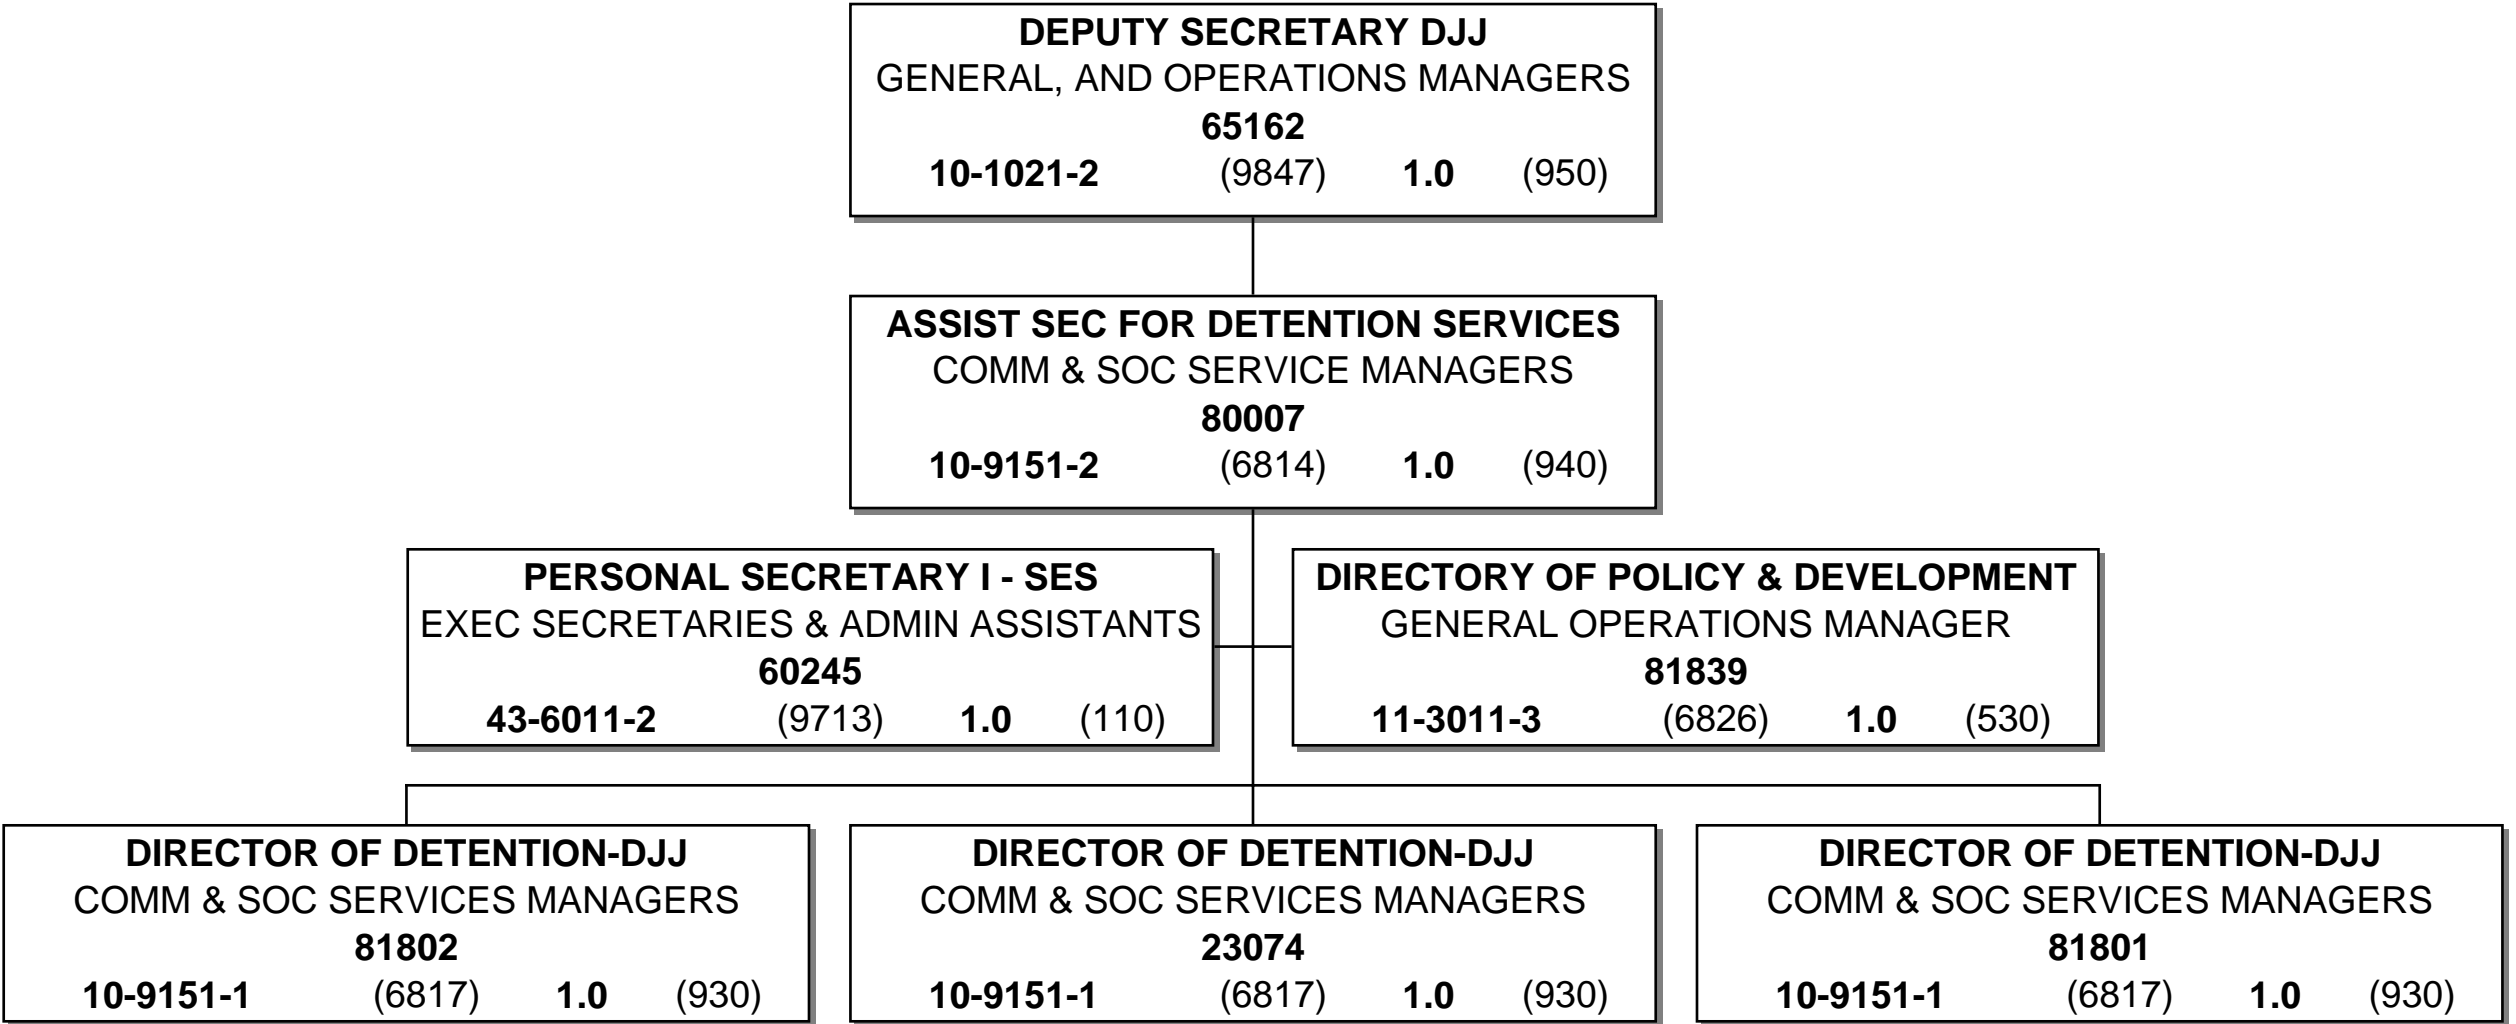 DEPUTY SECRETARY DJJ
GENERAL, AND OPERATIONS MANAGERS
65162
10-1021-2 (9847) 1.0 (950)
ASSIST SEC FOR DETENTION SERVICES
COMM & SOC SERVICE MANAGERS
80007
10-9151-2 (6814) 1.0 (940)
PERSONAL SECRETARY I - SES
EXEC SECRETARIES & ADMIN ASSISTANTS
60245
43-6011-2 (9713) 1.0 (110)
DIRECTORY OF POLICY & DEVELOPMENT
GENERAL OPERATIONS MANAGER
81839
11-3011-3 (6826) 1.0 (530)
DIRECTOR OF DETENTION-DJJ
COMM & SOC SERVICES MANAGERS
81802
10-9151-1 (6817) 1.0 (930)
DIRECTOR OF DETENTION-DJJ
COMM & SOC SERVICES MANAGERS
23074
10-9151-1 (6817) 1.0 (930)
DIRECTOR OF DETENTION-DJJ
COMM & SOC SERVICES MANAGERS
81801
10-9151-1 (6817) 1.0 (930)